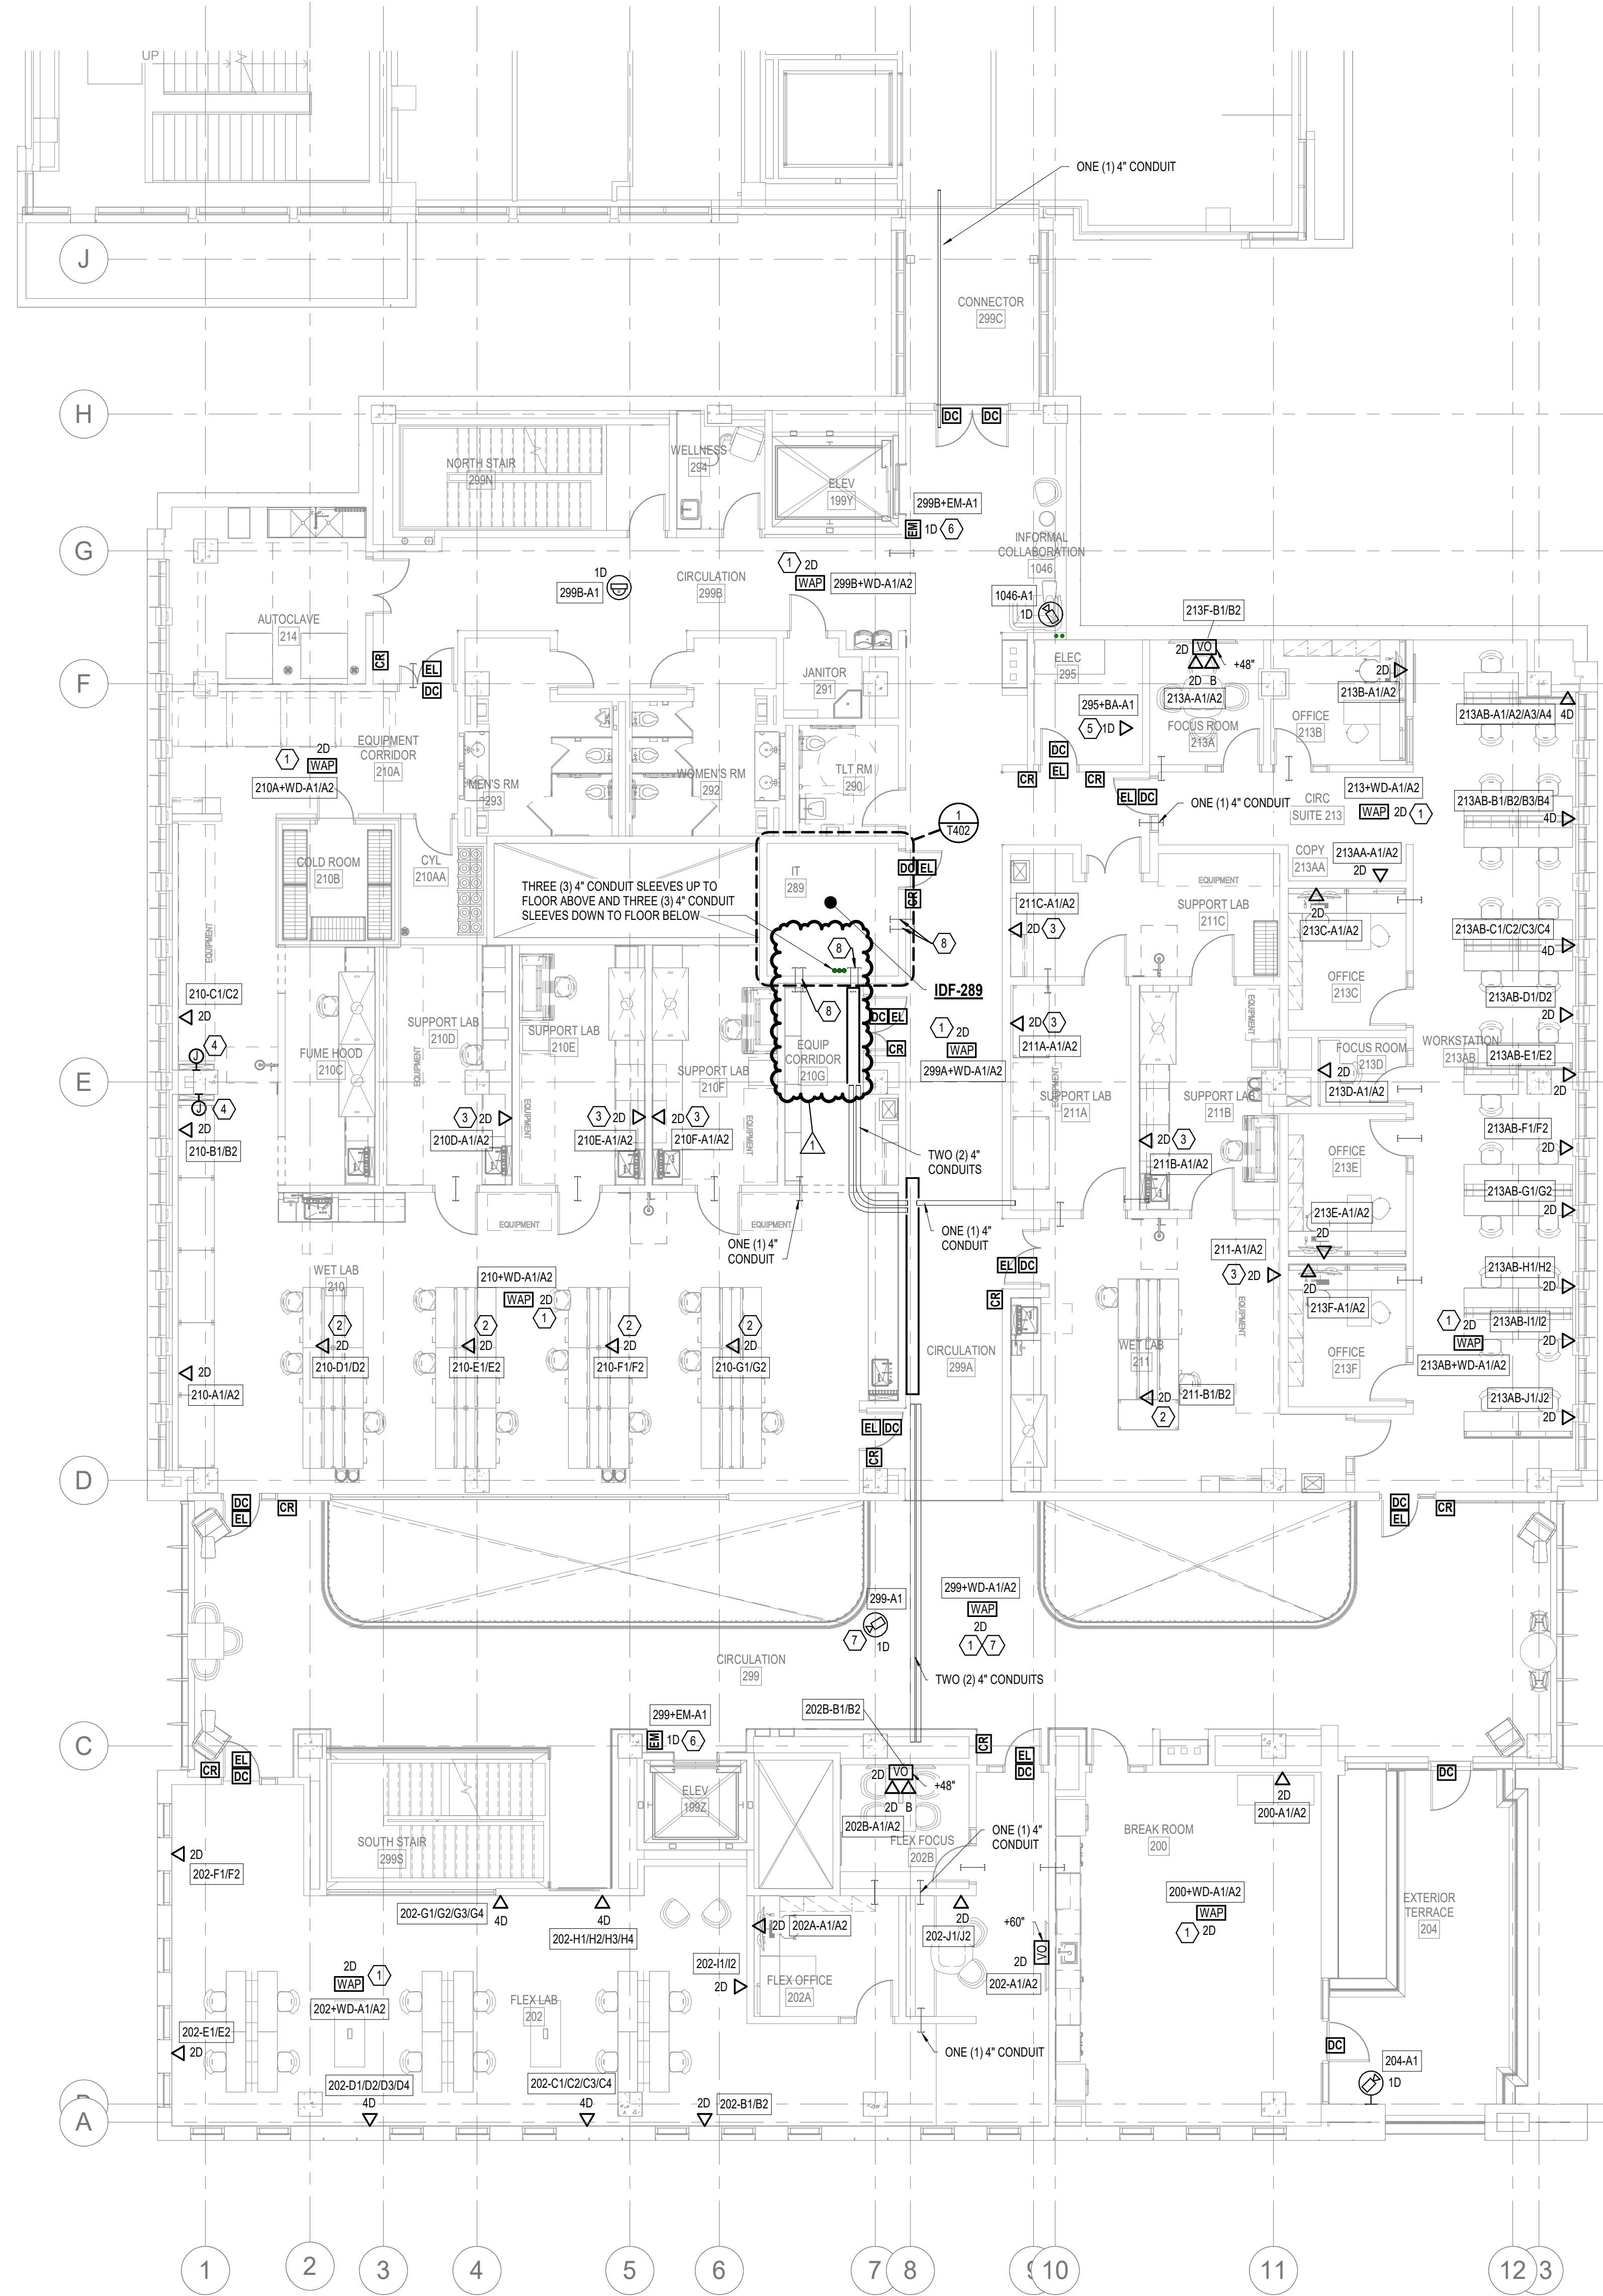 UP
ONE (1) 4" CONDUIT
J
CONNECTOR
299C
H
DC
DC
NORTH STAIR
299N
WELLNESS
294
ELEV
199Y
299B+EM-A1
EM
1D
6
G
INFORMAL
COLLABORATION
1046
1D
299B-A1
CIRCULATION
299B
1
2D
WAP
299B+WD-A1/A2
1046-A1
1D
213F-B1/B2
AUTOCLAVE
214
CR
EL
DC
F
JANITOR
291
ELEC
295
2D
VO
+48"
2D
B
213A-A1/A2
FOCUS ROOM
213A
2D
213B-A1/A2
OFFICE
213B
213AB-A1/A2/A3/A4
4D
295+BA-A1
5
1D
EQUIPMENT
CORRIDOR
210A
1
2D
WAP
210A+WD-A1/A2
MEN'S RM
293
WOMEN'S RM
292
TLT RM
290
DC
EL
CR
CR
EL
DC
ONE (1) 4" CONDUIT
CIRC
SUITE 213
213+WD-A1/A2
WAP
2D
1
213AB-B1/B2/B3/B4
4D
1
T402
COLD ROOM
210B
CYL
210AA
IT
289
DC
EL
CR
COPY
213AA
213AA-A1/A2
2D
THREE (3) 4" CONDUIT SLEEVES UP TO
FLOOR ABOVE AND THREE (3) 4" CONDUIT
SLEEVES DOWN TO FLOOR BELOW
EQUIPMENT
SUPPORT LAB
211C
211C-A1/A2
2D
3
2D
213C-A1/A2
213AB-C1/C2/C3/C4
4D
EQUIPMENT
8
8
8
IDF-289
OFFICE
213C
210-C1/C2
2D
213AB-D1/D2
2D
SUPPORT LAB
210D
SUPPORT LAB
210E
DC
EL
CR
1
2D
WAP
299A+WD-A1/A2
2D
3
211A-A1/A2
EQUIPMENT
FUME HOOD
210C
4
J
EQUIP
CORRIDOR
210G
FOCUS ROOM
213D
2D
213D-A1/A2
WORKSTATION
213AB
213AB-E1/E2
2D
E
EQUIPMENT
SUPPORT LAB
210F
EQUIPMENT
SUPPORT LAB
211A
SUPPORT LAB
211B
J
4
2D
210-B1/B2
3
2D
210D-A1/A2
EQUIPMENT
3
2D
210E-A1/A2
2D
3
210F-A1/A2
EQUIPMENT
1
TWO (2) 4"
CONDUITS
2D
3
211B-A1/A2
OFFICE
213E
213AB-F1/F2
2D
EQUIPMENT
EQUIPMENT
ONE (1) 4"
CONDUIT
ONE (1) 4"
CONDUIT
213E-A1/A2
2D
213AB-G1/G2
2D
WET LAB
210
210+WD-A1/A2
WAP
2D
1
EL
DC
CR
211-A1/A2
3
2D
EQUIPMENT
2D
213F-A1/A2
213AB-H1/H2
2D
2
2D
210-D1/D2
2
2D
210-E1/E2
2
2D
210-F1/F2
2
2D
210-G1/G2
CIRCULATION
299A
WET LAB
211
OFFICE
213F
1
2D
WAP
213AB+WD-A1/A2
213AB-I1/I2
2D
2D
210-A1/A2
2D
211-B1/B2
2
213AB-J1/J2
2D
EL
DC
CR
D
DC
EL
CR
DC
EL
CR
299-A1
7
1D
299+WD-A1/A2
WAP
2D
1
7
CIRCULATION
299
TWO (2) 4" CONDUITS
299+EM-A1
EM
1D
6
202B-B1/B2
C
CR
EL
DC
CR
EL
DC
DC
ELEV
199Z
2D
VO
+48"
2D
B
202B-A1/A2
FLEX FOCUS
202B
2D
200-A1/A2
SOUTH STAIR
299S
ONE (1) 4"
CONDUIT
BREAK ROOM
200
2D
202-F1/F2
202-G1/G2/G3/G4
4D
4D
202-H1/H2/H3/H4
2D
202A-A1/A2
2D
202-J1/J2
+60"
VO
2D
202-A1/A2
200+WD-A1/A2
WAP
1
2D
EXTERIOR
TERRACE
204
2D
WAP
1
202+WD-A1/A2
FLEX LAB
202
202-I1/I2
2D
FLEX OFFICE
202A
202-E1/E2
2D
ONE (1) 4" CONDUIT
DC
204-A1
1D
202-D1/D2/D3/D4
4D
202-C1/C2/C3/C4
4D
2D
202-B1/B2
A
1
2
3
4
5
6
7
8
10
11
12